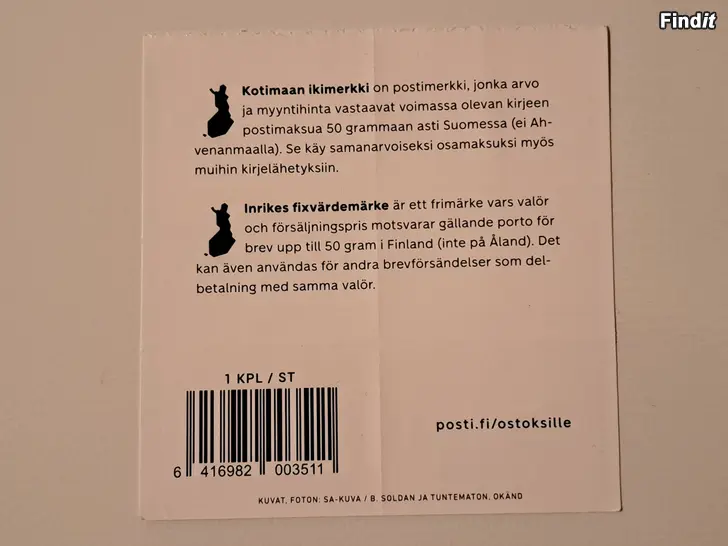 Findit
Kotimaan ikimerkki on postimerkki, jonka arvo
ja myyntihinta vastaavat voimassa olevan kirjeen
postimaksua 50 grammaan asti Suomessa (ei Ah-
venanmaalla). Se käy samanarvoiseksi osamaksuksi myös
muihin kirjelähetyksiin.
Inrikes fixvärdemärke är ett frimärke vars valör
och försäljningspris motsvarar gällande porto för
brev upp till 50 gram i Finland (inte på Åland). Det
kan även användas för andra brevförsändelser som del-
betalning med samma valör.
1 KPL / ST
posti.fi/ostoksille
6 416982 003511
KUVAT, FOTON: SA-KUVA / B. SOLDAN JA TUNTEMATON, OKÄND